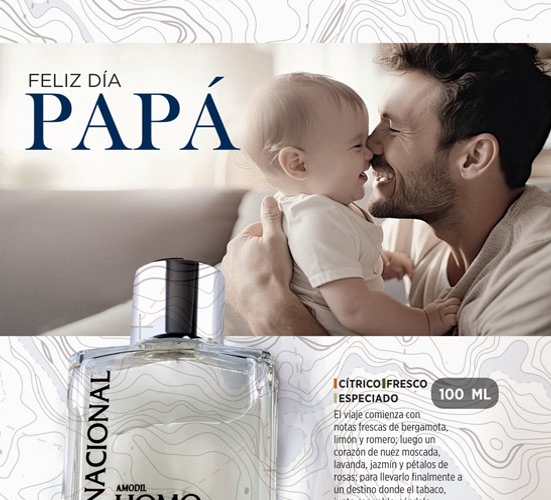 FELIZ DÍA
PAPÁ
CÍTRICO FRESCO
ESPECIADO
100 ML
El viaje comienza con
notas frescas de bergamota,
limón y romero; luego un
corazón de nuez moscada,
lavanda, jazmín y pétalos de
rosas; para llevarlo finalmente a
un destino donde el tabaco,
NACIONAL
AMODIL
HOMO